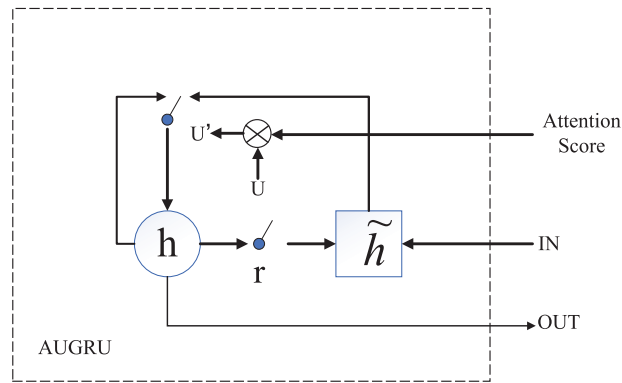 Attention
Score
U'
U
h
r
h̃
IN
OUT
AUGRU